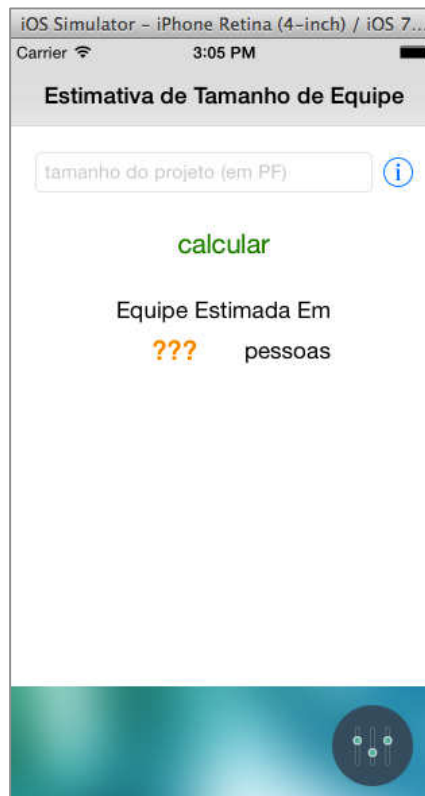 iOS Simulator – iPhone Retina (4-inch) / iOS 7...
Carrier 3:05 PM
Estimativa de Tamanho de Equipe
tamanho do projeto (em PF)
i
calcular
Equipe Estimada Em
??? pessoas